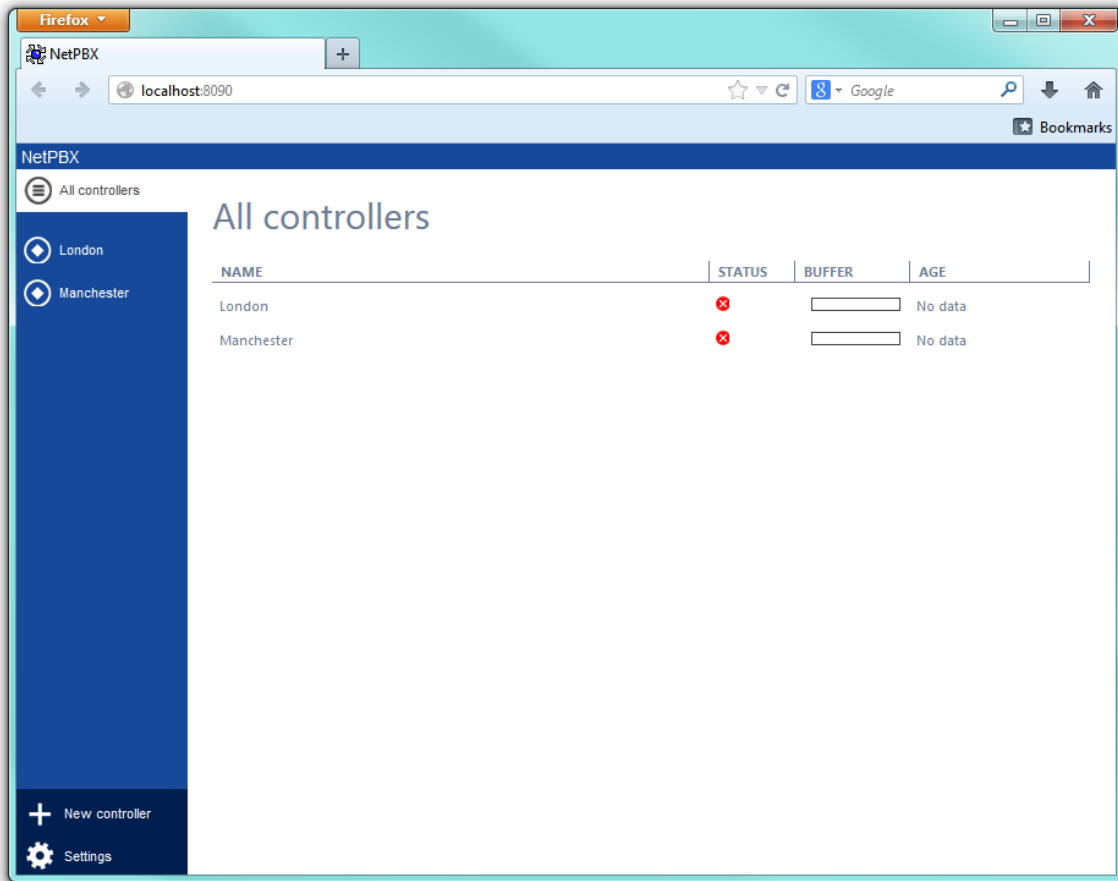 Firefox
NetPBX
localhost:8090
8 Google
Bookmarks
NetPBX
All controllers
London
Manchester
All controllers
NAME STATUS BUFFER AGE
London No data
Manchester No data
New controller
Settings